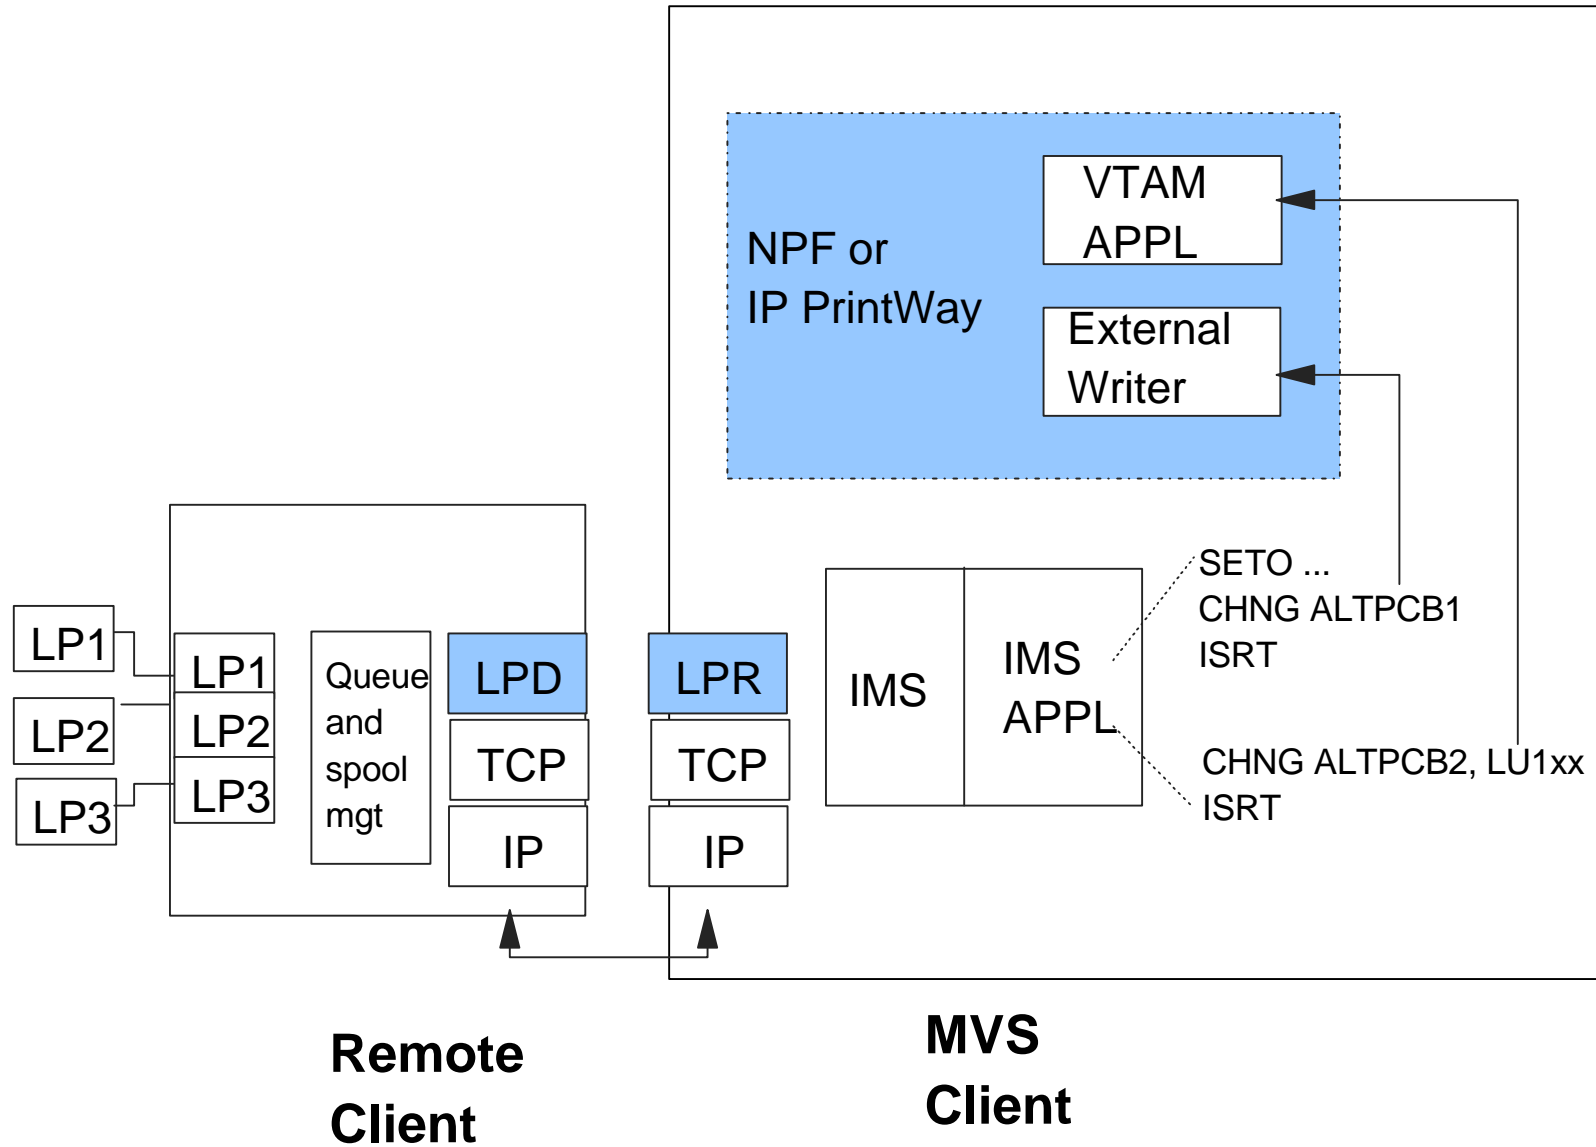 VTAM
APPL
NPF or
IP PrintWay
External
Writer
SETO ...
CHNG ALTPCB1
ISRT
IMS
IMS
APPL
CHNG ALTPCB2, LU1xx
ISRT
LP1
LP2
LP3
LP1
LP2
LP3
Queue
and
spool
mgt
LPD
TCP
IP
LPR
TCP
IP
Remote
Client
MVS
Client